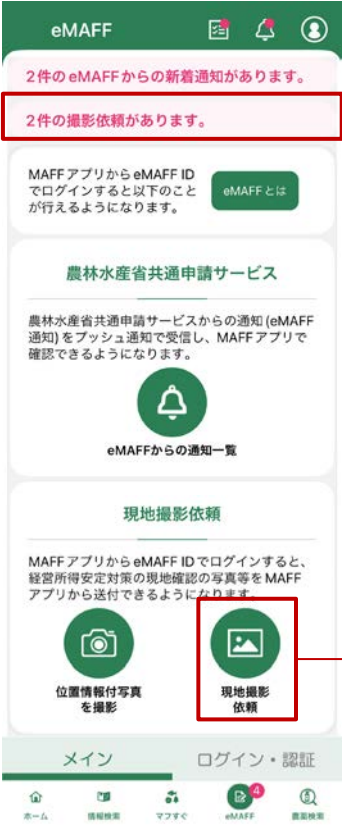 eMAFF
2件のeMAFFからの新着通知があります。
2件の撮影依頼があります。
MAFFアプリからeMAFF ID
でログインすると以下のこと
が行えるようになります。
eMAFFとは
農林水産省共通申請サービス
農林水産省共通申請サービスからの通知(eMAFF
通知)をプッシュ通知で受信し、MAFFアプリで
確認できるようになります。
eMAFFからの通知一覧
現地撮影依頼
MAFFアプリからeMAFF IDでログインすると、
経営所得安定対策の現地確認の写真等をMAFF
アプリから送付できるようになります。
位置情報付写真
を撮影
現地撮影
依頼
メイン
ログイン・認証
4
ホーム
情報検索
マフすぐ
eMAFF
農薬検索